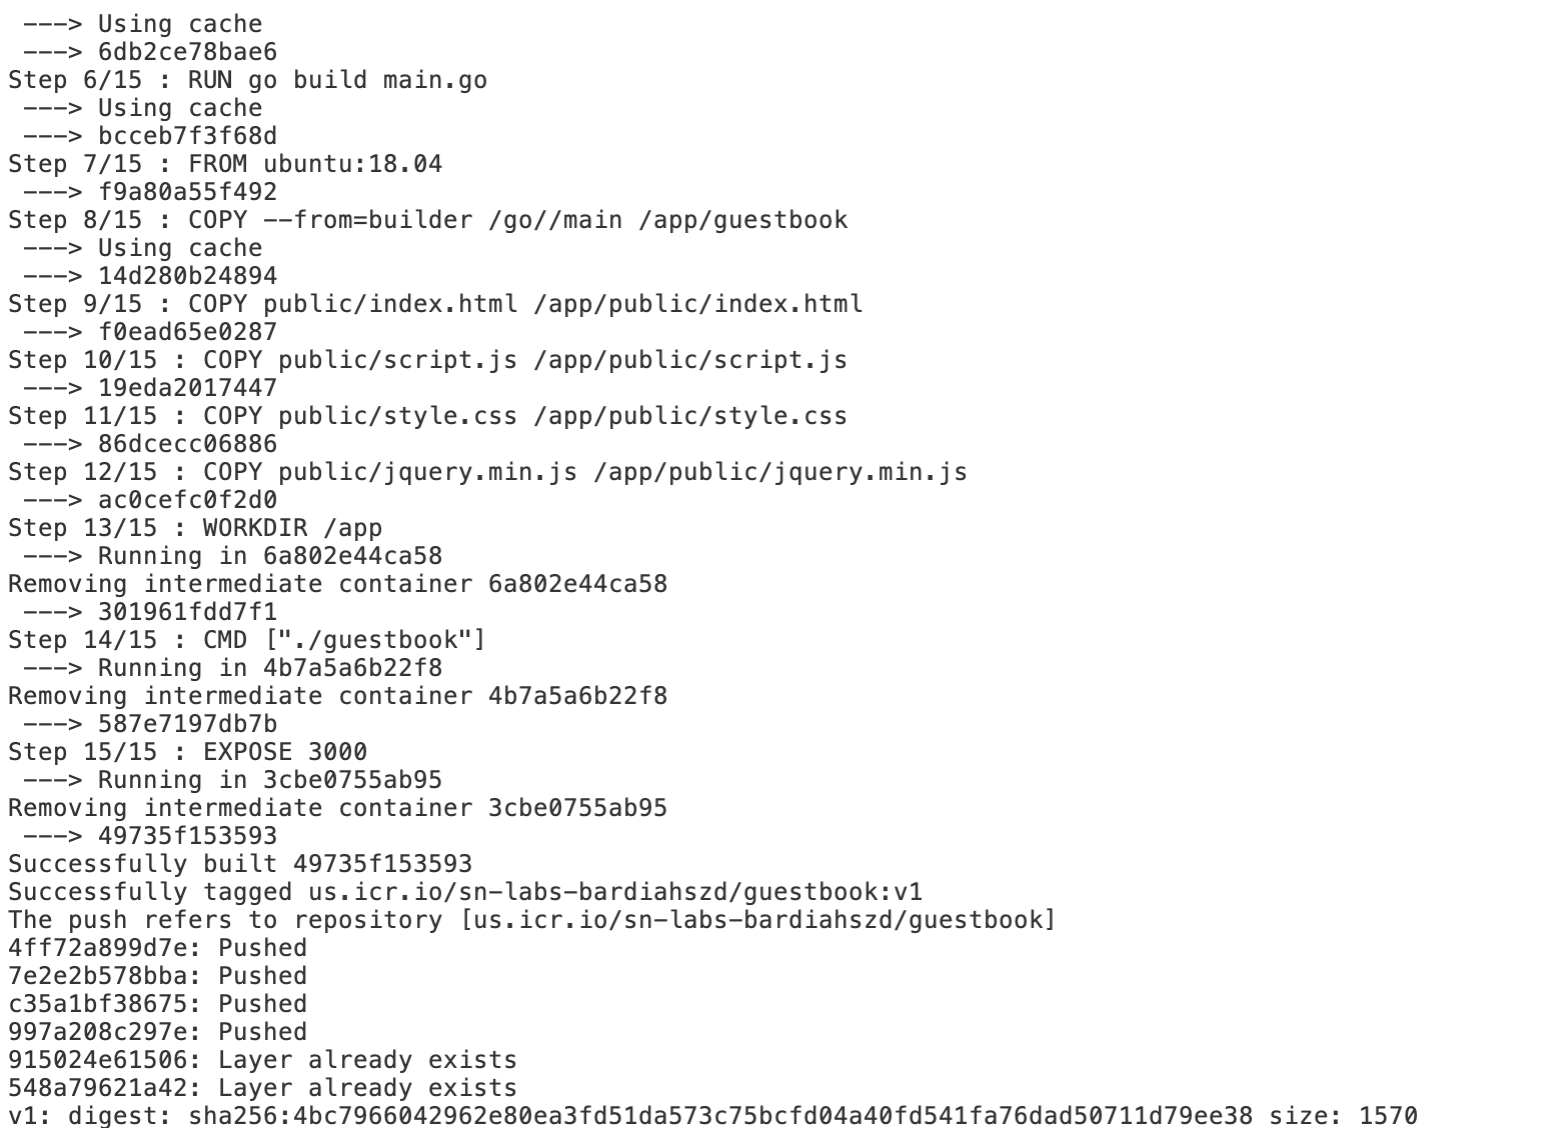 ---> Using cache
---> 6db2ce78bae6
Step 6/15 : RUN go build main.go
---> Using cache
---> bcceb7f3f68d
Step 7/15 : FROM ubuntu:18.04
---> f9a80a55f492
Step 8/15 : COPY --from=builder /go//main /app/guestbook
---> Using cache
---> 14d280b24894
Step 9/15 : COPY public/index.html /app/public/index.html
---> f0ead65e0287
Step 10/15 : COPY public/script.js /app/public/script.js
---> 19eda2017447
Step 11/15 : COPY public/style.css /app/public/style.css
---> 86dcecc06886
Step 12/15 : COPY public/jquery.min.js /app/public/jquery.min.js
---> ac0cefc0f2d0
Step 13/15 : WORKDIR /app
---> Running in 6a802e44ca58
Removing intermediate container 6a802e44ca58
---> 301961fdd7f1
Step 14/15 : CMD ["./guestbook"]
---> Running in 4b7a5a6b22f8
Removing intermediate container 4b7a5a6b22f8
---> 587e7197db7b
Step 15/15 : EXPOSE 3000
---> Running in 3cbe0755ab95
Removing intermediate container 3cbe0755ab95
---> 49735f153593
Successfully built 49735f153593
Successfully tagged us.icr.io/sn-labs-bardiahszd/guestbook:v1
The push refers to repository [us.icr.io/sn-labs-bardiahszd/guestbook]
4ff72a899d7e: Pushed
7e2e2b578bba: Pushed
c35a1bf38675: Pushed
997a208c297e: Pushed
915024e61506: Layer already exists
548a79621a42: Layer already exists
v1: digest: sha256:4bc7966042962e80ea3fd51da573c75bcfd04a40fd541fa76dad50711d79ee38 size: 1570